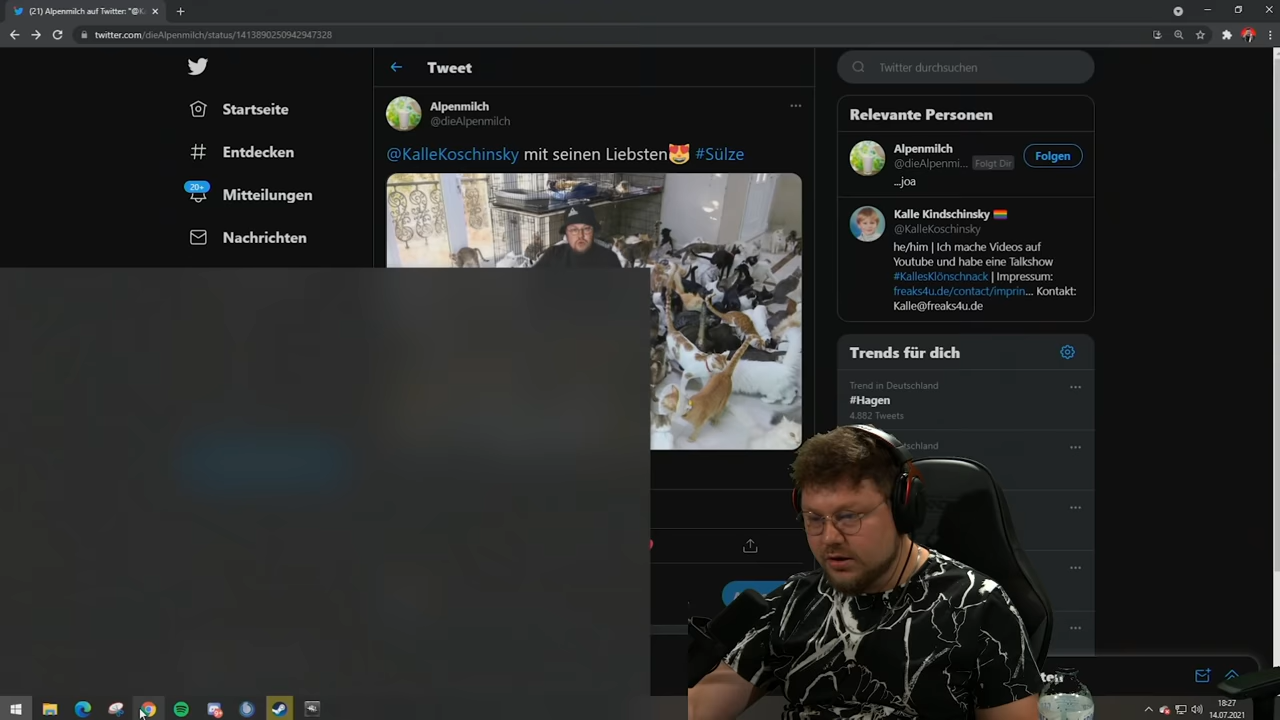 (21) Alpenmilch auf Twitter: "@K
twitter.com/dieAlpenmilch/status/1413890250942947328
Startseite
Entdecken
20+
Mitteilungen
Nachrichten
Tweet
Alpenmilch
@dieAlpenmilch
@KalleKoschinsky mit seinen Liebsten😻 #Sülze
Twitter durchsuchen
Relevante Personen
Alpenmilch
@dieAlpenmi... Folgt Dir
Folgen
...joa
Kalle Kindschinsky 🏳️‍🌈
@KalleKoschinsky
he/him | Ich mache Videos auf
Youtube und habe eine Talkshow
#KallesKlönschnack | Impressum:
freaks4u.de/contact/imprin... Kontakt:
Kalle@freaks4u.de
Trends für dich
Trend in Deutschland
#Hagen
4.882 Tweets
18:27
14.07.2021